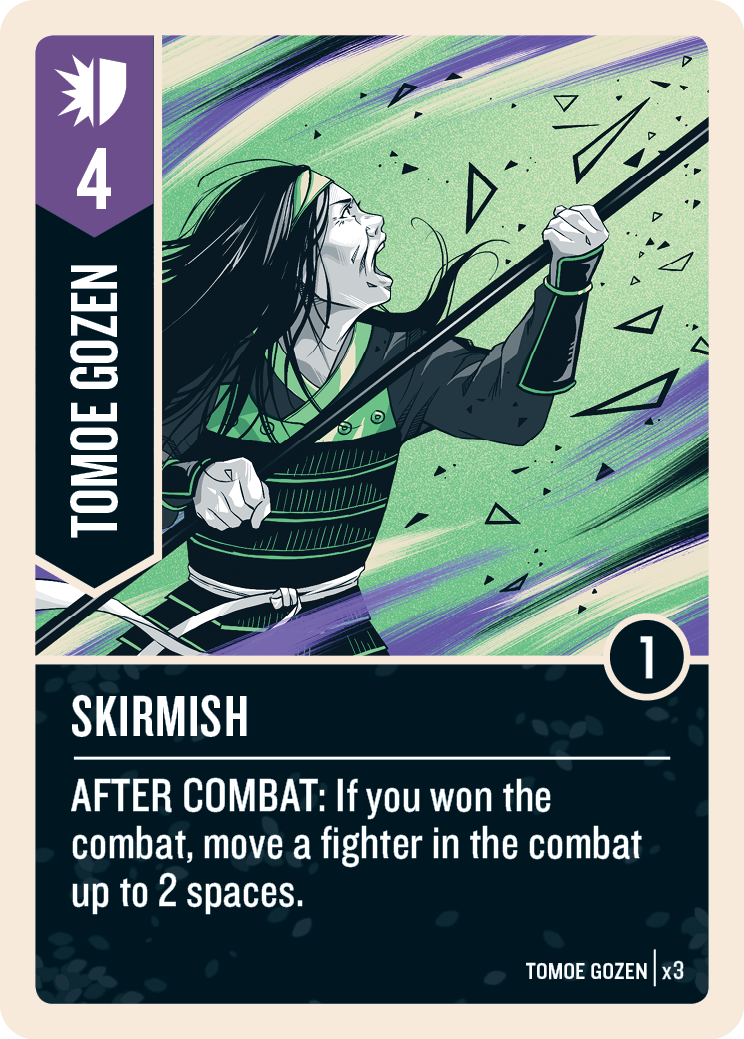 4
TOMOE GOZEN
1
SKIRMISH
AFTER COMBAT: If you won the
combat, move a fighter in the combat
up to 2 spaces.
TOMOE GOZEN | x3